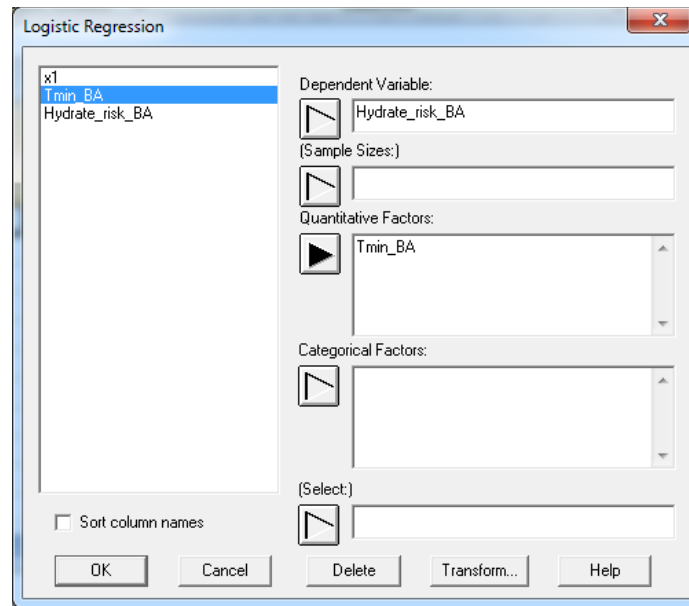 Logistic Regression
x1
Tmin_BA
Hydrate_risk_BA
Dependent Variable:
Hydrate_risk_BA
(Sample Sizes:)
Quantitative Factors:
Tmin_BA
Categorical Factors:
(Select:)
Sort column names
OK Cancel Delete Transform... Help